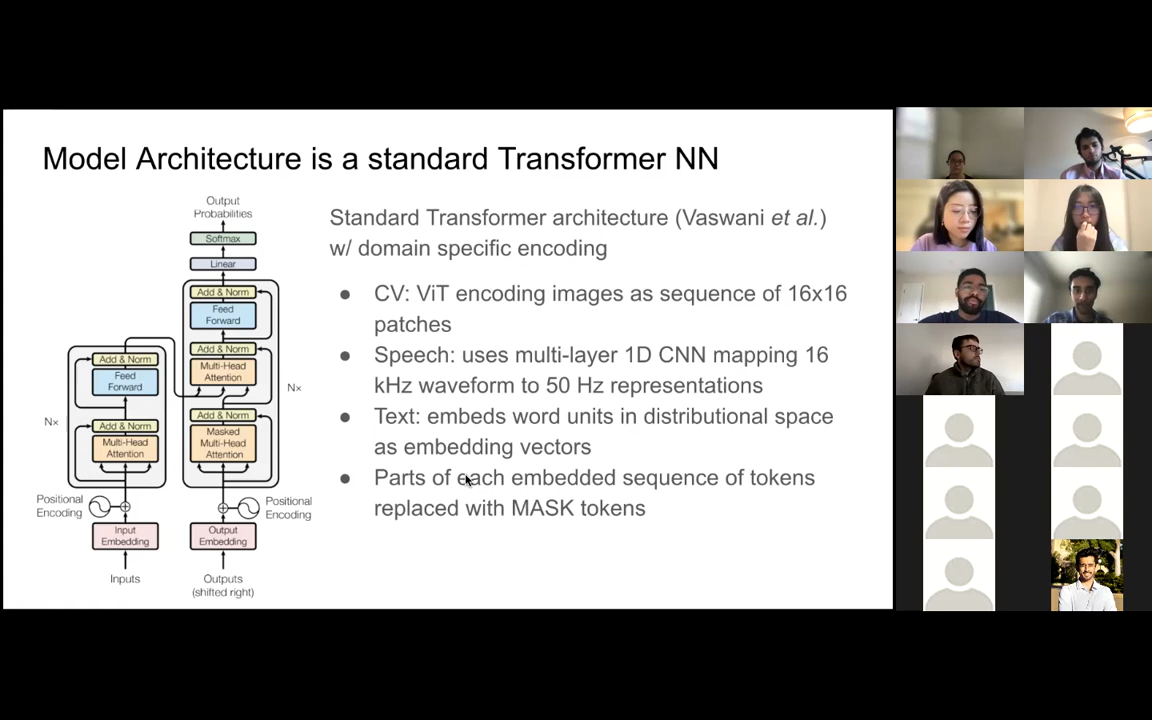 Model Architecture is a standard Transformer NN
Output
Probabilities
Softmax
Linear
Add & Norm
Feed
Forward
Add & Norm
Multi-Head
Attention
Add & Norm
Masked
Multi-Head
Attention
Nx
Positional
Encoding
Output
Embedding
Outputs
(shifted right)
Add & Norm
Feed
Forward
Add & Norm
Multi-Head
Attention
Nx
Positional
Encoding
Input
Embedding
Inputs
Standard Transformer architecture (Vaswani et al.)
w/ domain specific encoding
● CV: ViT encoding images as sequence of 16x16
patches
● Speech: uses multi-layer 1D CNN mapping 16
kHz waveform to 50 Hz representations
● Text: embeds word units in distributional space
as embedding vectors
● Parts of each embedded sequence of tokens
replaced with MASK tokens